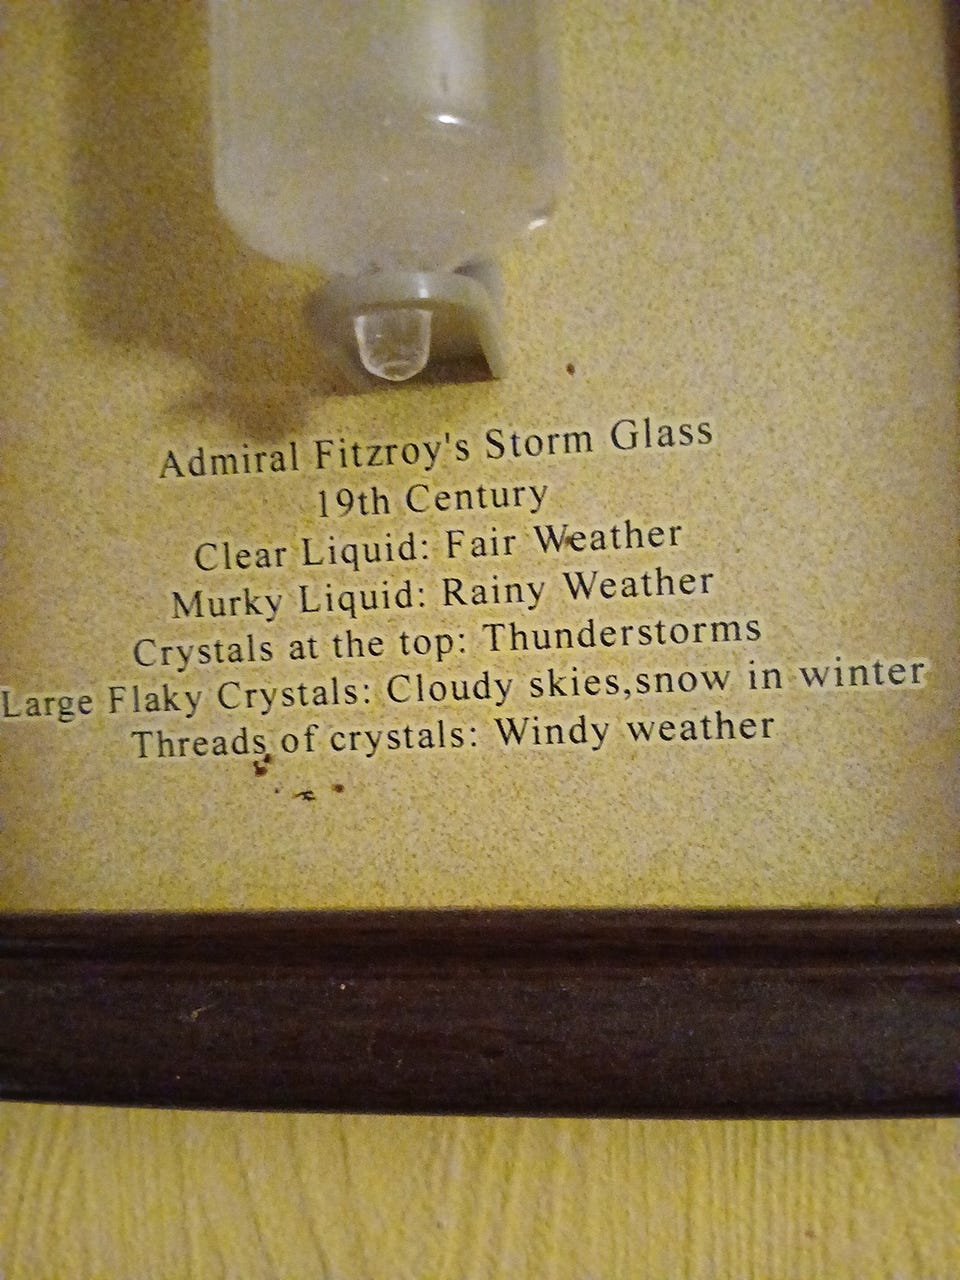 Admiral Fitzroy's Storm Glass
19th Century
Clear Liquid: Fair Weather
Murky Liquid: Rainy Weather
Crystals at the top: Thunderstorms
Large Flaky Crystals: Cloudy skies,snow in winter
Threads of crystals: Windy weather